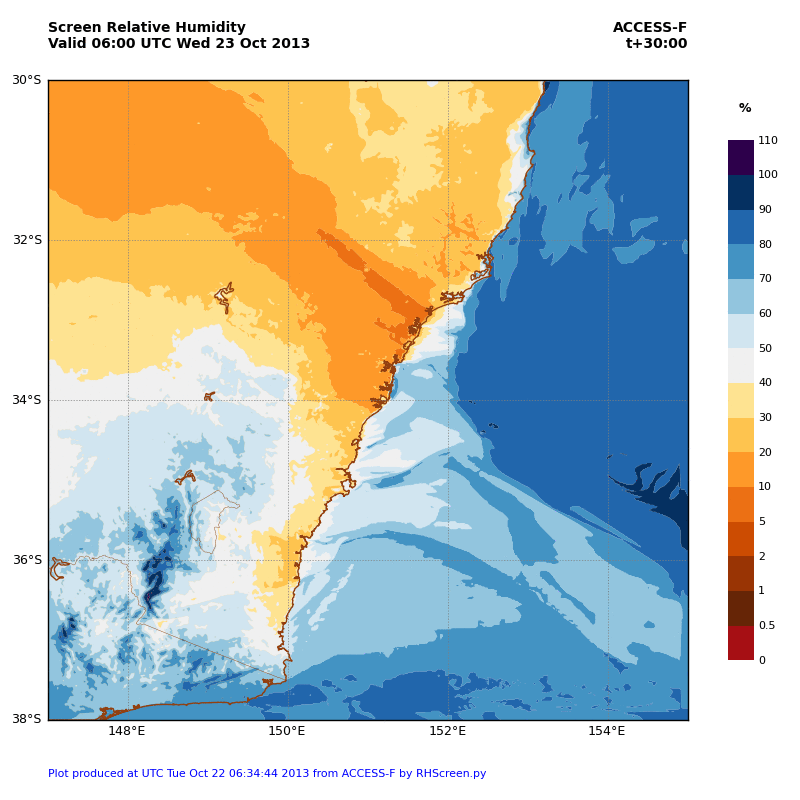 Screen Relative Humidity ACCESS-F
Valid 06:00 UTC Wed 23 Oct 2013 t+30:00
30°S
32°S
34°S
36°S
38°S
148°E 150°E 152°E 154°E
%
110
100
90
80
70
60
50
40
30
20
10
5
2
1
0.5
0
Plot produced at UTC Tue Oct 22 06:34:44 2013 from ACCESS-F by RHScreen.py